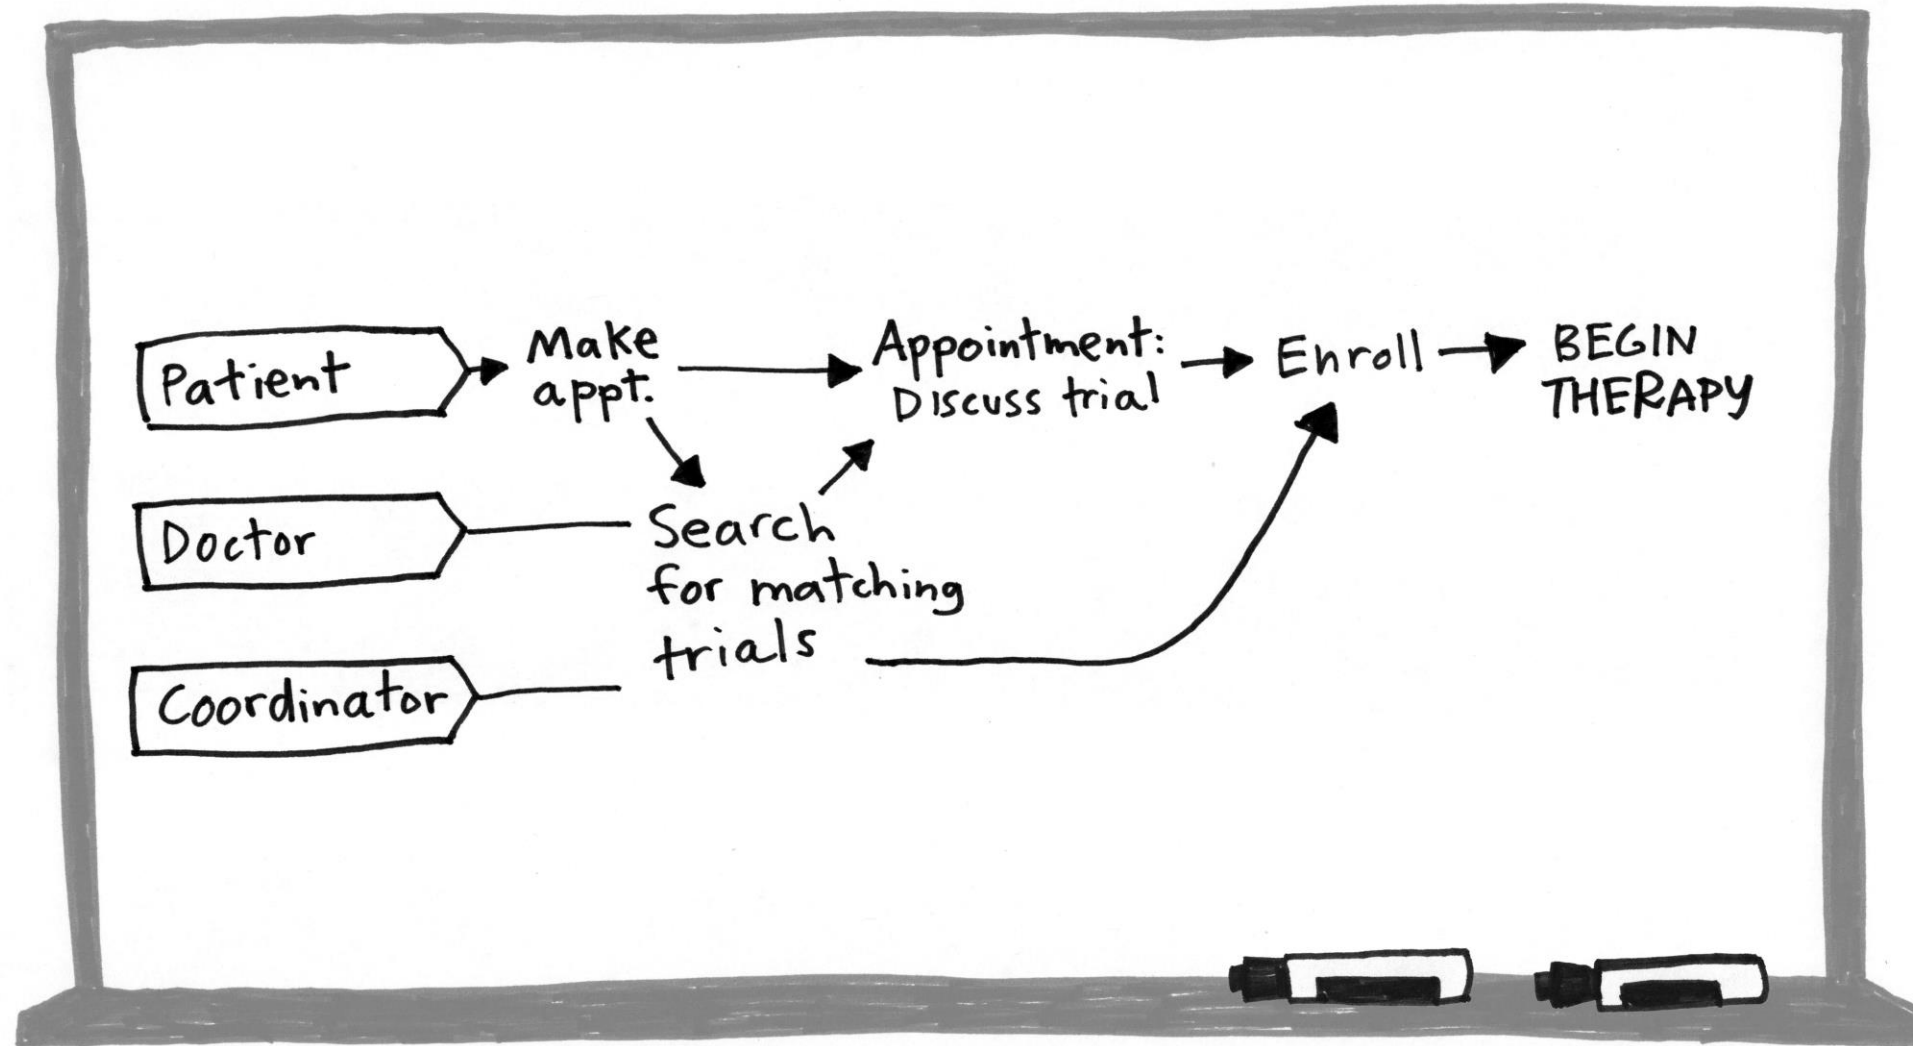 Patient
Make
appt.
Appointment:
Discuss trial
Enroll
BEGIN
THERAPY
Doctor
Search
for matching
trials
Coordinator